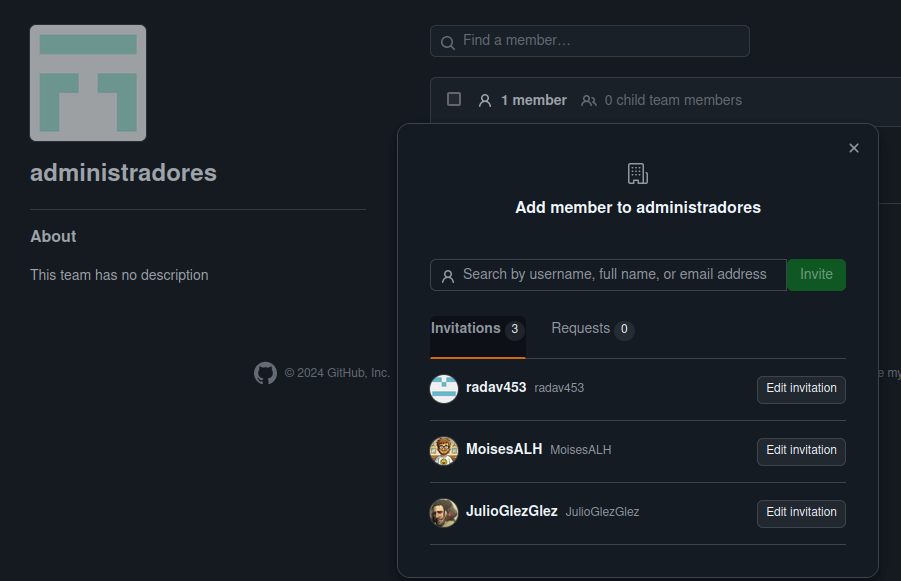 Find a member…
1 member 0 child team members
administradores
About
This team has no description
© 2024 GitHub, Inc.
Add member to administradores
Search by username, full name, or email address Invite
Invitations 3 Requests 0
radav453 radav453 Edit invitation
MoisesALH MoisesALH Edit invitation
JulioGlezGlez JulioGlezGlez Edit invitation